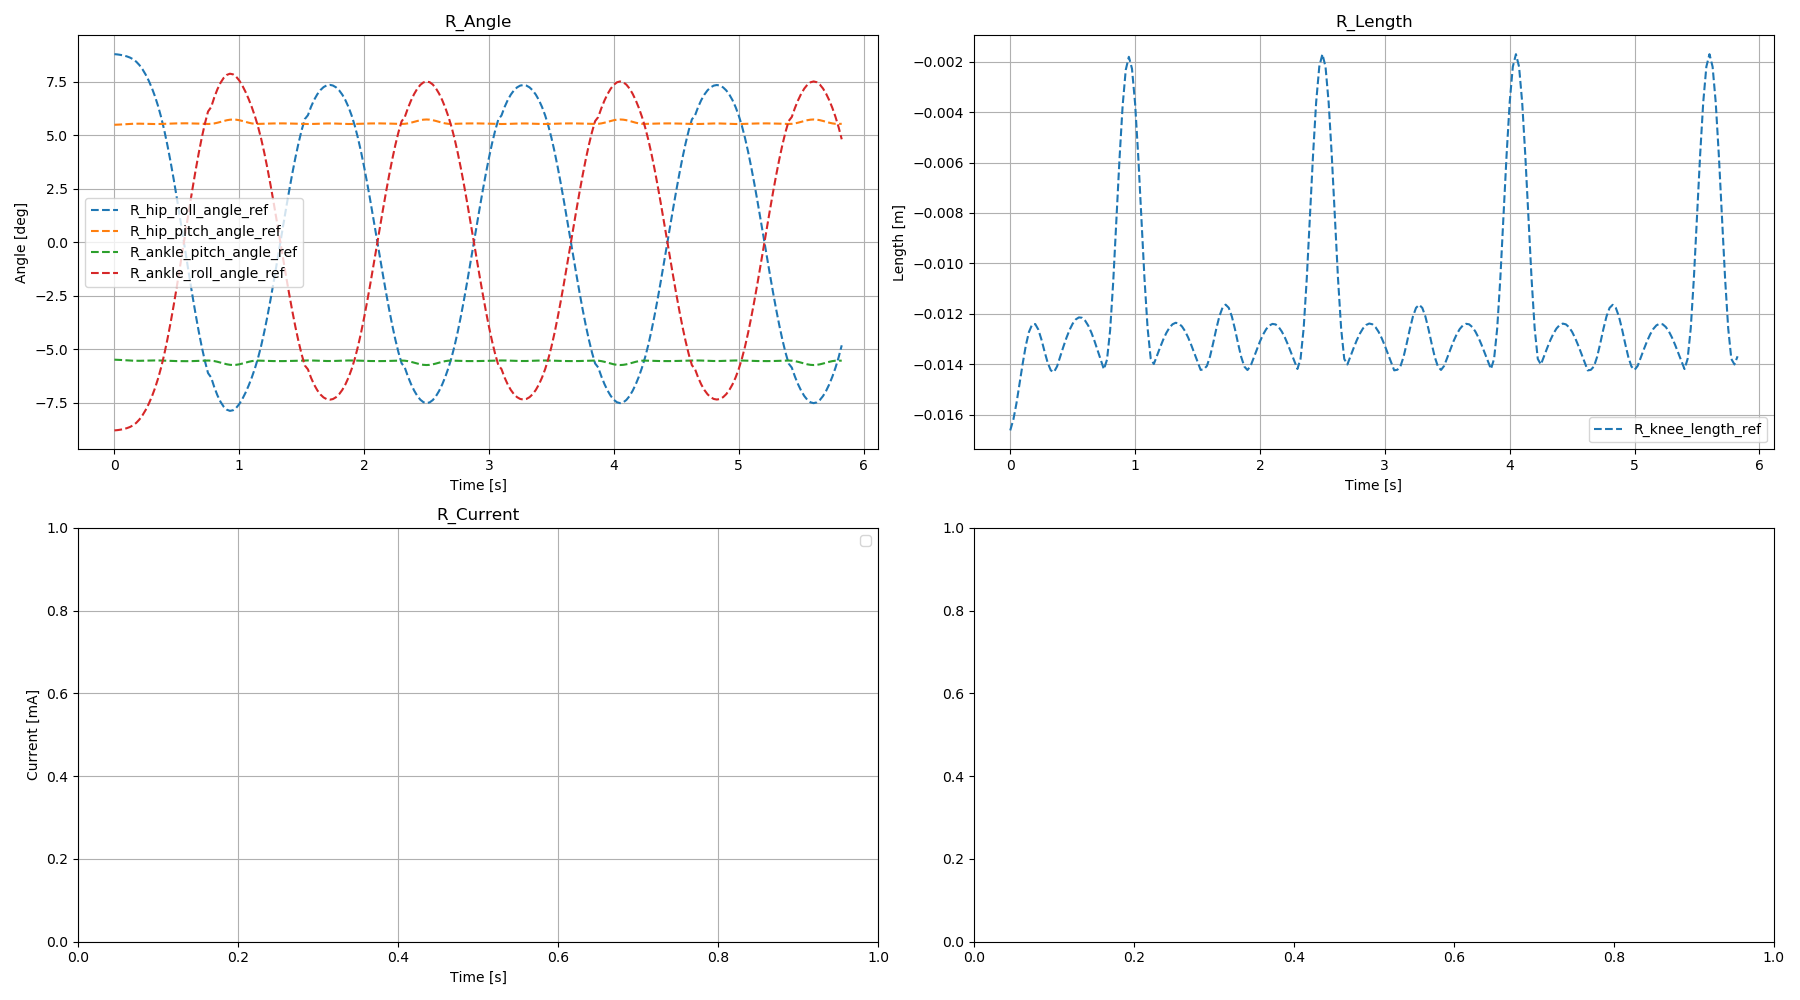 R_Angle
7.5
5.0
2.5
0.0
−2.5
−5.0
−7.5
Angle [deg]
R_hip_roll_angle_ref
R_hip_pitch_angle_ref
R_ankle_pitch_angle_ref
R_ankle_roll_angle_ref
0 1 2 3 4 5 6
Time [s]
R_Length
−0.002
−0.004
−0.006
−0.008
−0.010
−0.012
−0.014
−0.016
Length [m]
R_knee_length_ref
0 1 2 3 4 5 6
Time [s]
R_Current
1.0
0.8
0.6
0.4
0.2
0.0
Current [mA]
0.0 0.2 0.4 0.6 0.8 1.0
Time [s]
1.0
0.8
0.6
0.4
0.2
0.0
0.0 0.2 0.4 0.6 0.8 1.0